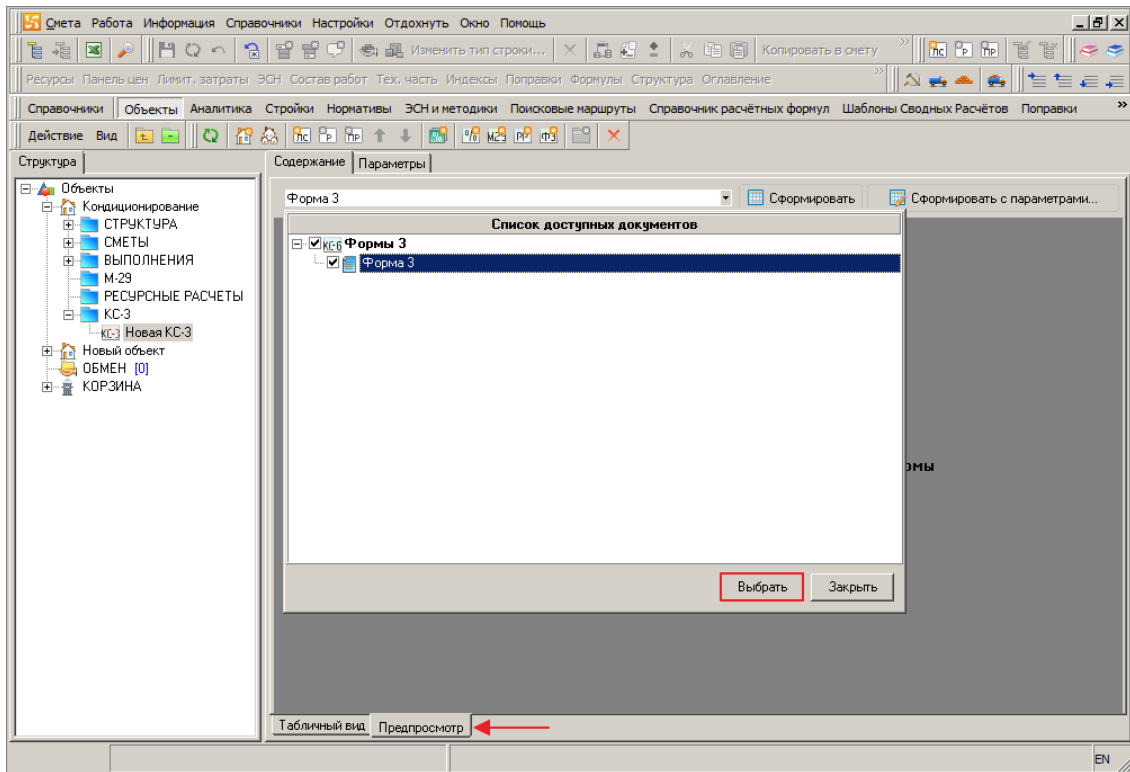 Смета Работа Информация Справочники Настройки Отдохнуть Окно Помощь
Изменить тип строки... Копировать в смету
Ресурсы Панель цен Лимит. затраты ЭСН Состав работ Тех. часть Индексы Поправки Формулы Структура Оглавление
Справочники Объекты Аналитика Стройки Нормативы ЭСН и методики Поисковые маршруты Справочник расчётных формул Шаблоны Сводных Расчётов Поправки
Действие Вид
Структура
Содержание Параметры
Объекты
Кондиционирование
СТРУКТУРА
СМЕТЫ
ВЫПОЛНЕНИЯ
М-29
РЕСУРСНЫЕ РАСЧЕТЫ
КС-3
КС-3 Новая КС-3
Новый объект
ОБМЕН [0]
КОРЗИНА
Форма 3 Сформировать Сформировать с параметрами...
Список доступных документов
КС-6 Формы 3
Форма 3
рмы
Выбрать Закрыть
Табличный вид Предпросмотр
EN